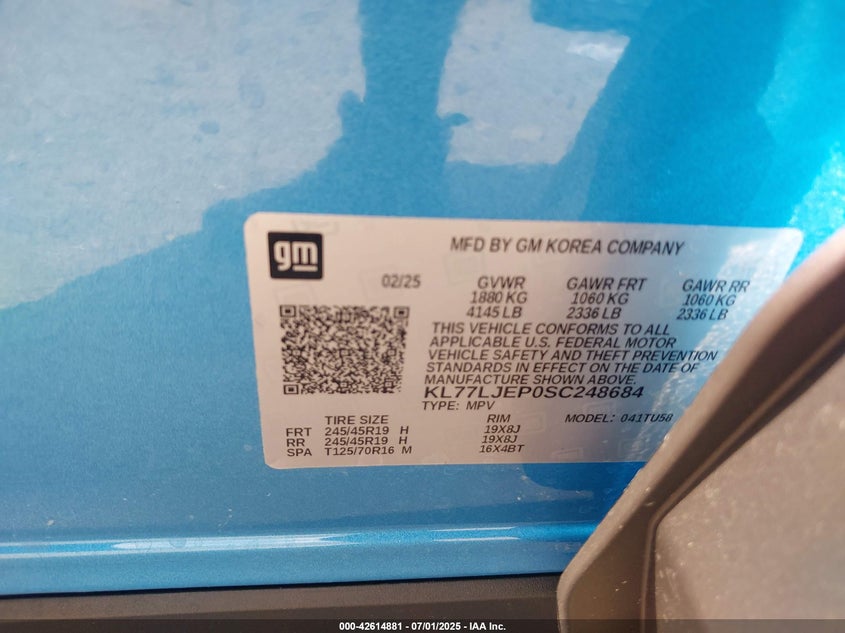 gm
MFD BY GM KOREA COMPANY
02/25 GVWR GAWR FRT GAWR RR
1880 KG 1060 KG 1060 KG
4145 LB 2336 LB 2336 LB
THIS VEHICLE CONFORMS TO ALL
APPLICABLE U.S. FEDERAL MOTOR
VEHICLE SAFETY AND THEFT PREVENTION
STANDARDS IN EFFECT ON THE DATE OF
MANUFACTURE SHOWN ABOVE.
KL77LJEP0SC248684
TYPE: MPV
TIRE SIZE RIM MODEL: 041TU58
FRT 245/45R19 H 19X8J
RR 245/45R19 H 19X8J
SPA T125/70R16 M 16X4BT
000-42614881 - 07/01/2025 - IAA Inc.